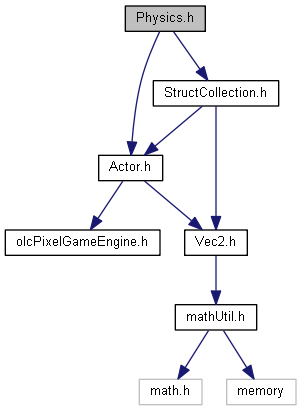 Physics.h
StructCollection.h
Actor.h
olcPixelGameEngine.h
Vec2.h
mathUtil.h
math.h
memory